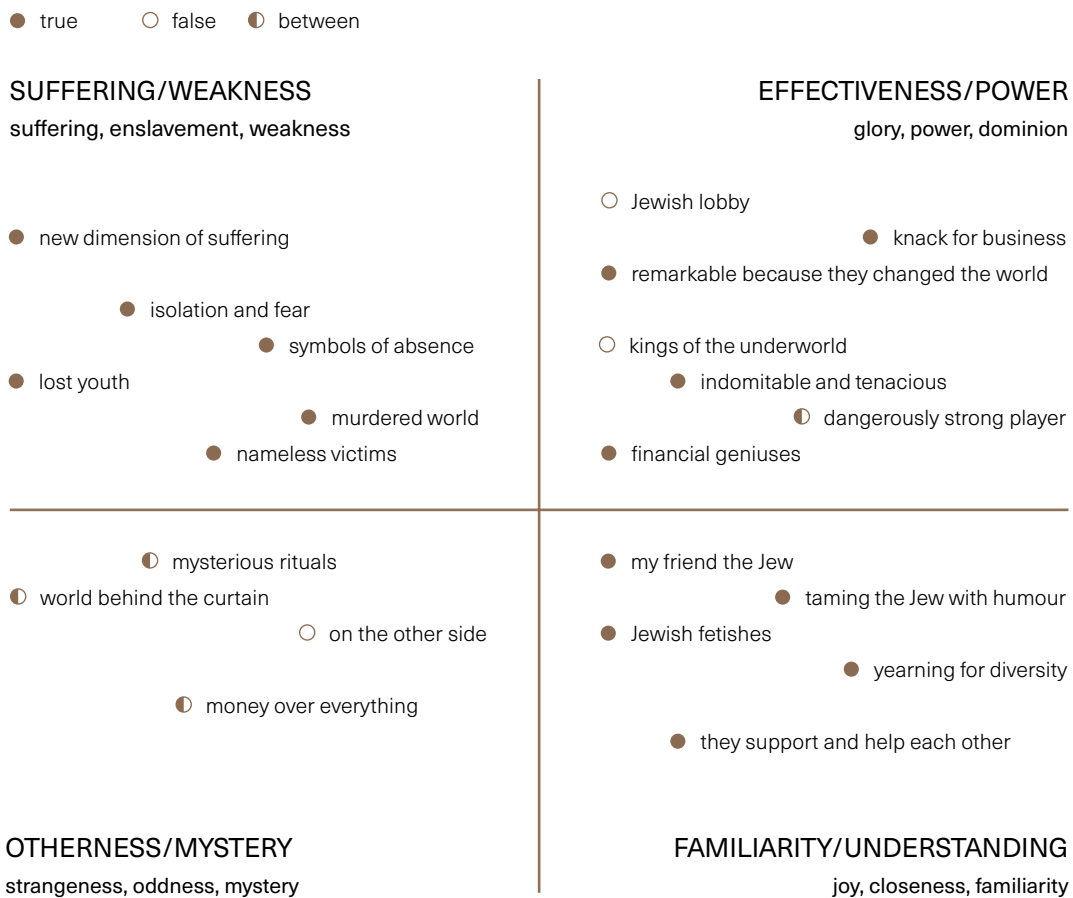 true false between
SUFFERING/WEAKNESS
suffering, enslavement, weakness
new dimension of suffering
isolation and fear
symbols of absence
lost youth
murdered world
nameless victims
EFFECTIVENESS/POWER
glory, power, dominion
Jewish lobby
knack for business
remarkable because they changed the world
kings of the underworld
indomitable and tenacious
dangerously strong player
financial geniuses
mysterious rituals
world behind the curtain
on the other side
money over everything
OTHERNESS/MYSTERY
strangeness, oddness, mystery
my friend the Jew
taming the Jew with humour
Jewish fetishes
yearning for diversity
they support and help each other
FAMILIARITY/UNDERSTANDING
joy, closeness, familiarity